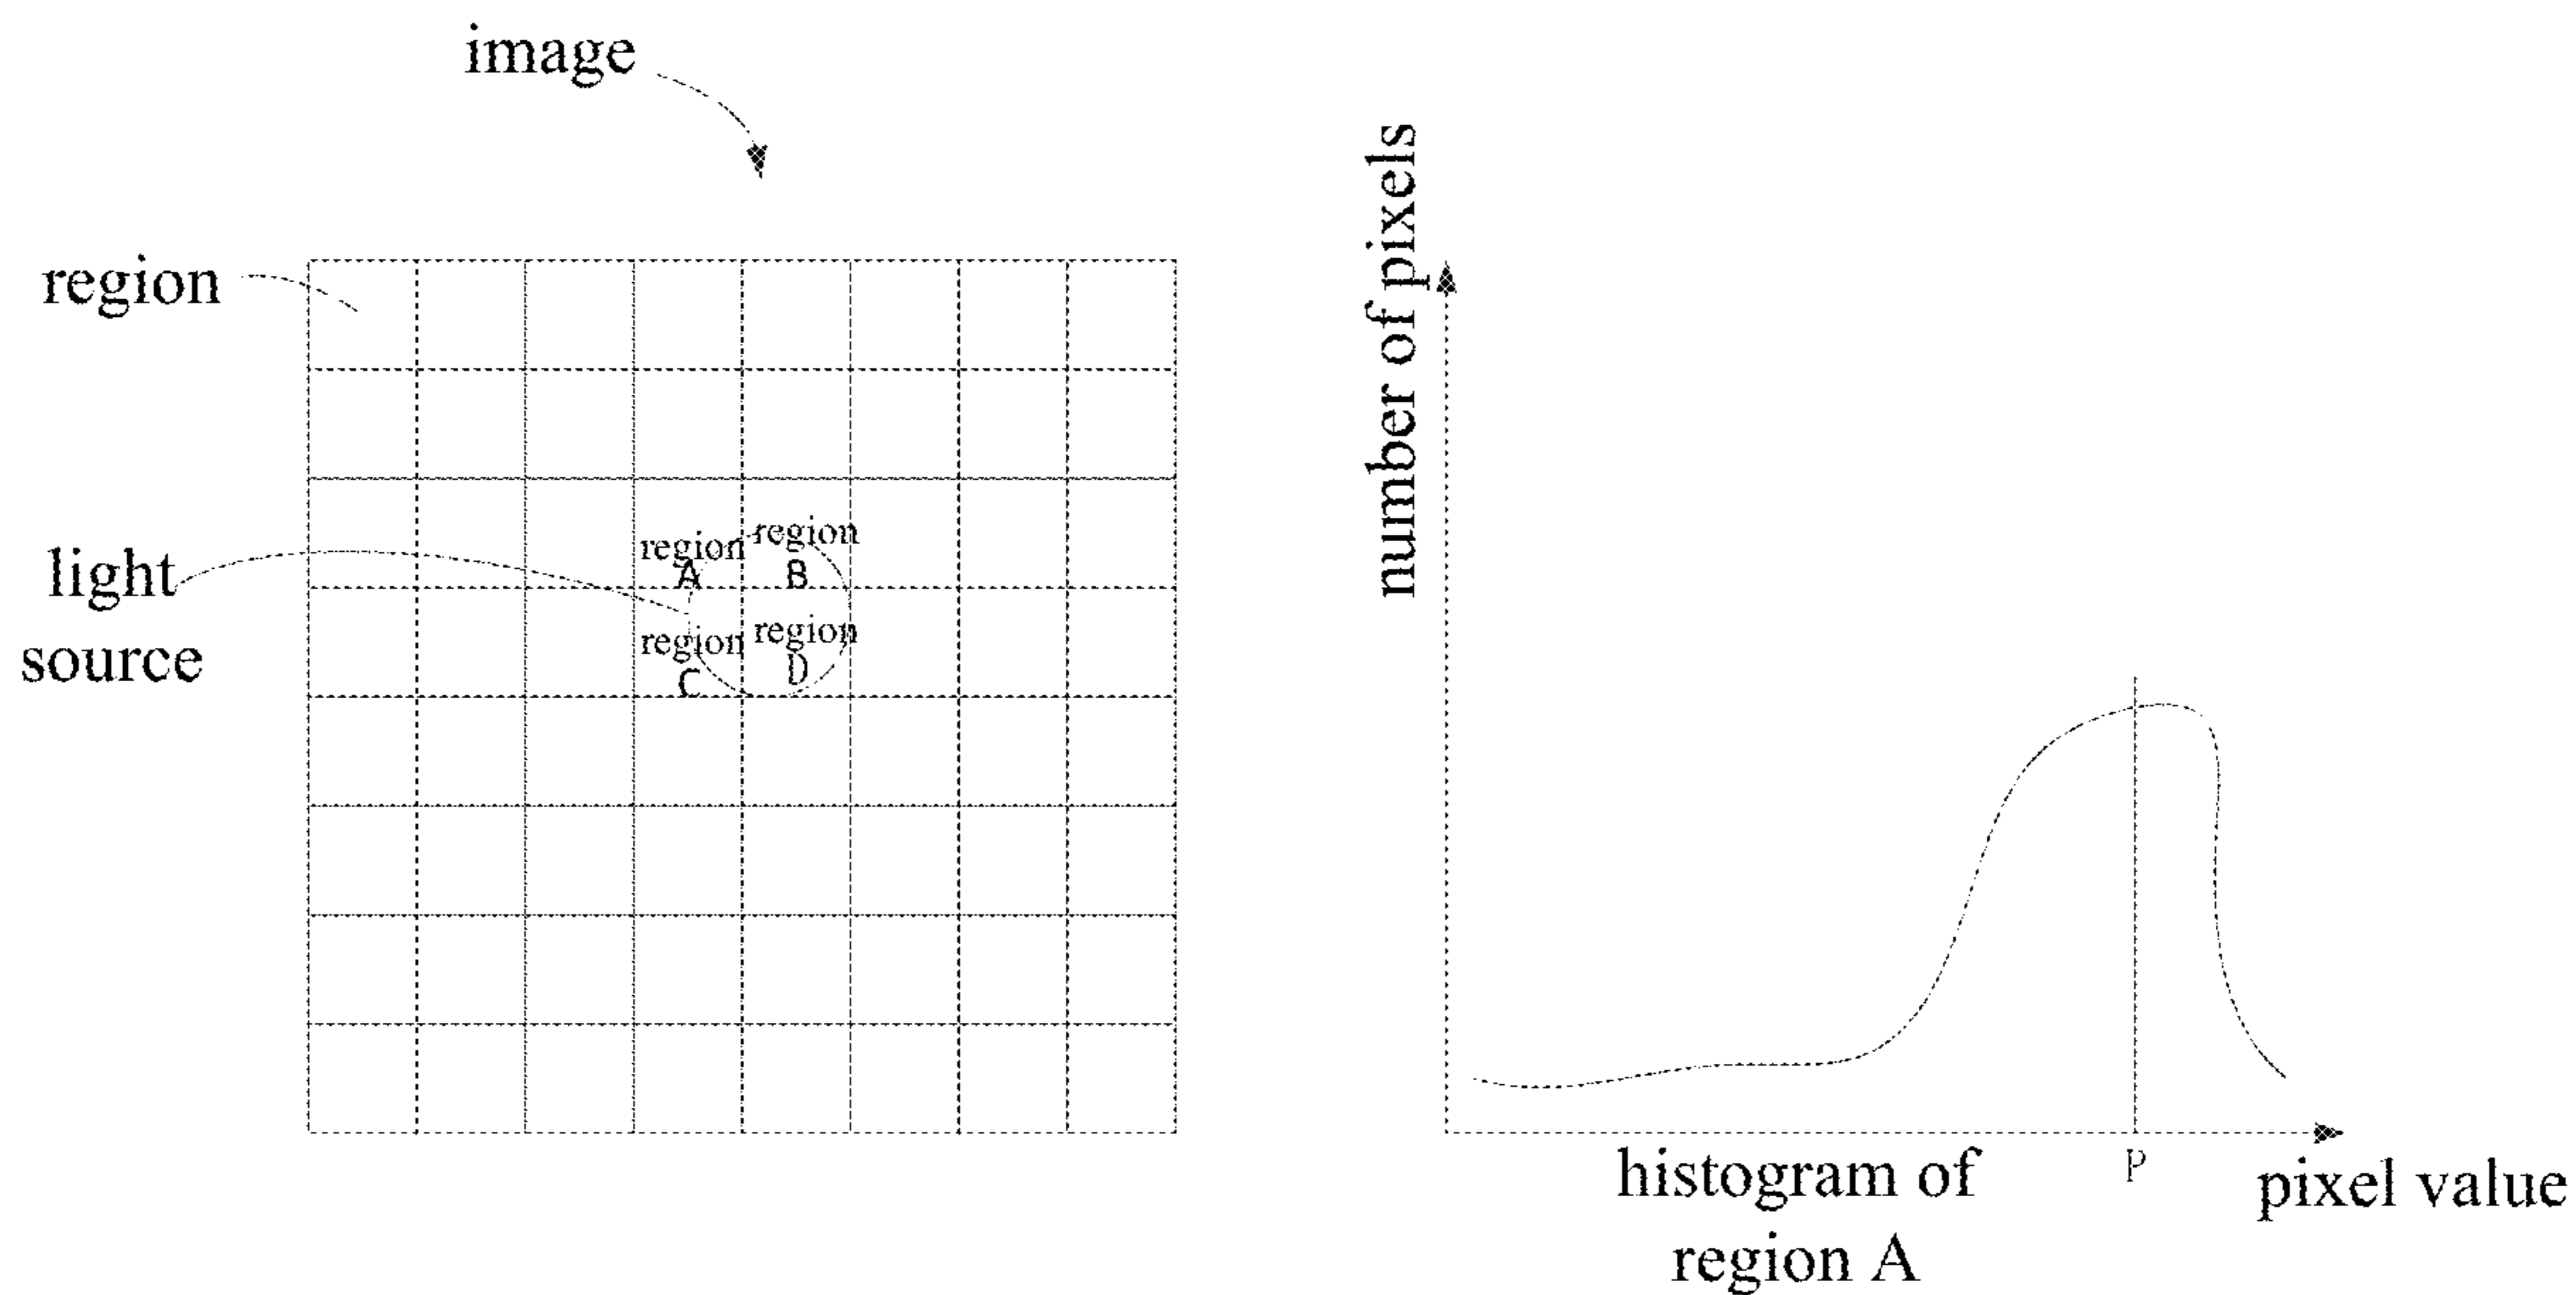 image
region
light
source
region
A
region
B
region
C
region
D
number of pixels
P
pixel value
histogram of
region A